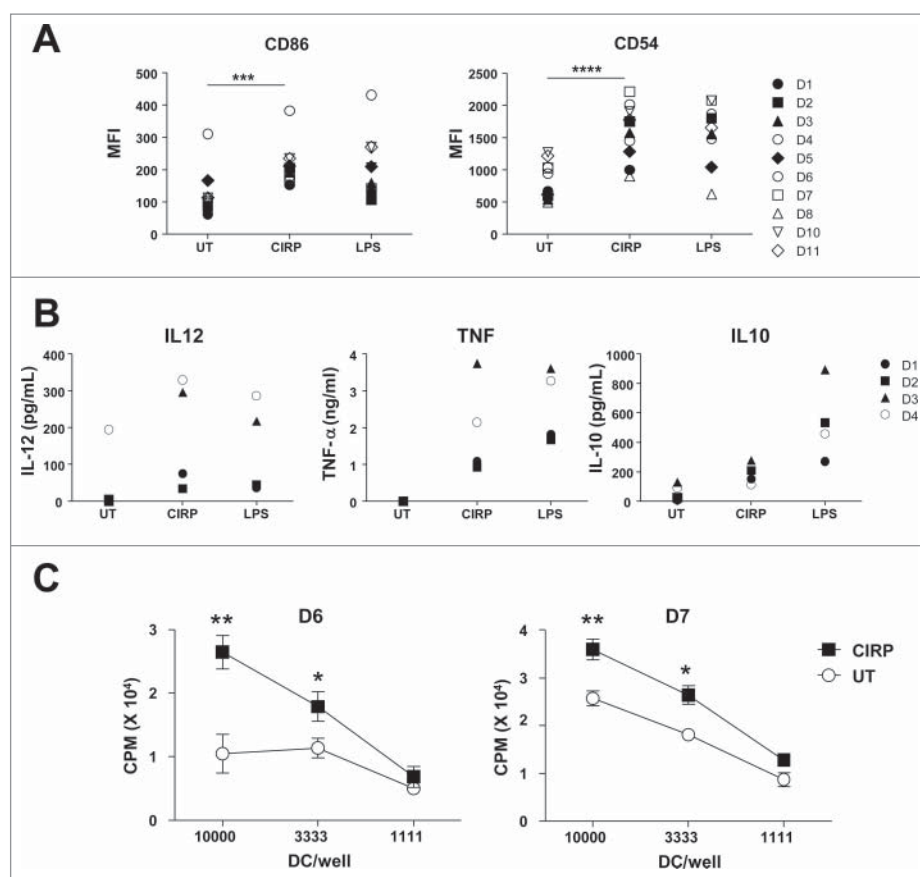 A
CD86
CD54
***
****
MFI
500
400
300
200
100
0
UT CIRP LPS
MFI
2500
2000
1500
1000
500
0
UT CIRP LPS
D1
D2
D3
D4
D5
D6
D7
D8
D10
D11
B
IL12
TNF
IL10
IL-12 (pg/mL)
400
300
200
100
0
UT CIRP LPS
TNF-α (ng/ml)
4
3
2
1
0
UT CIRP LPS
IL-10 (pg/mL)
1000
800
600
400
200
0
UT CIRP LPS
D1
D2
D3
D4
C
D6
D7
**
*
CPM (X 10⁴)
3
2
1
0
10000 3333 1111
DC/well
**
*
CPM (X 10⁴)
4
3
2
1
0
10000 3333 1111
DC/well
CIRP
UT